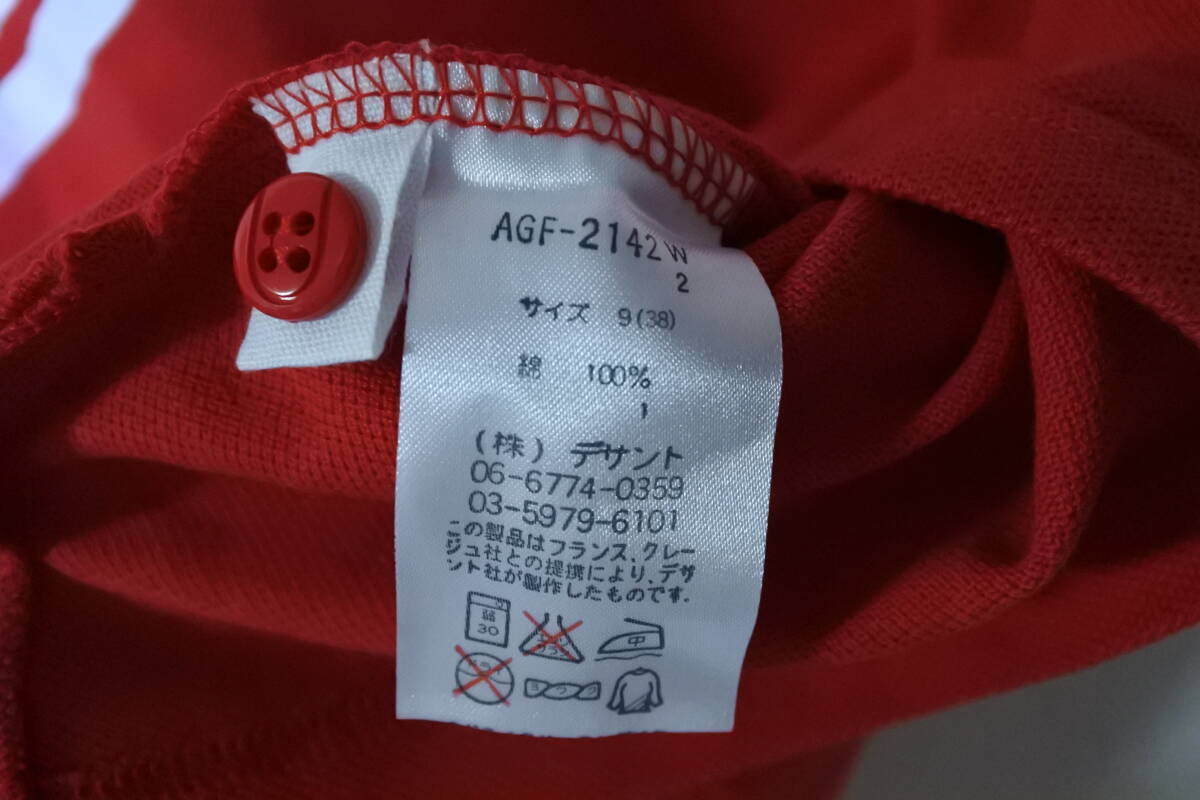 AGF-2142W
2
サイズ 9(38)
綿 100%
1
(株) デサント
06-6774-0359
03-5979-6101
この製品はフランス、クレー
ジュ社との提携により、デサ
ント社が製作したものです.
30
中
ヨワク